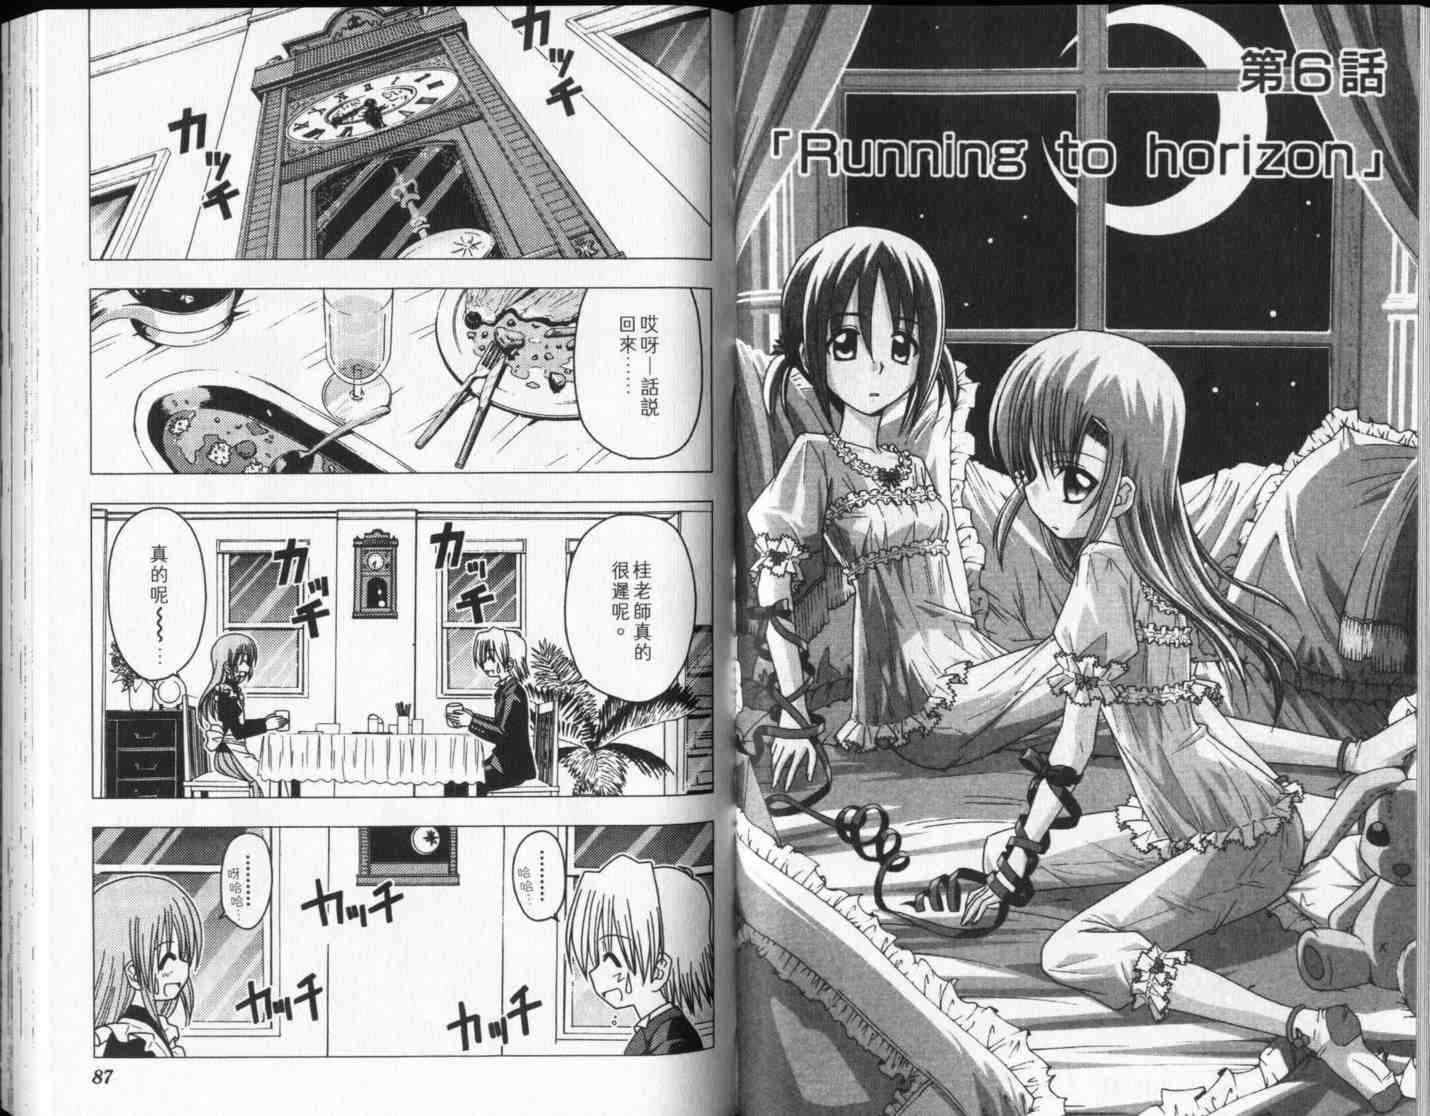 第6話
「Running to horizon」
カッチ
カッチ
哎呀—話說
回來……
桂老師真的
很遲呢。
カッチ
カッチ
真的呢～～…
………
哈哈…
………
呀哈哈…
カッチ
カッチ
カッチ
87